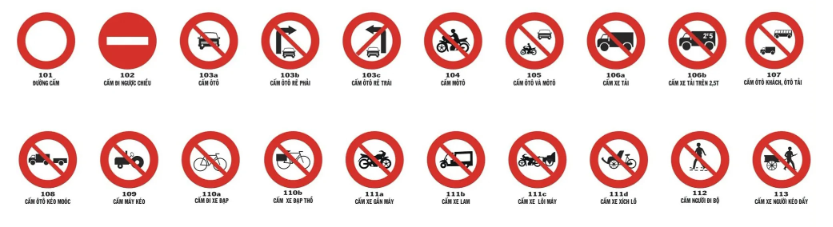 101 102 103a 103b 103c 104 105 106a 106b 107
ĐƯỜNG CẤM CẤM ĐI NGƯỢC CHIỀU CẤM ÔTÔ CẤM ÔTÔ RẼ PHẢI CẤM ÔTÔ RẼ TRÁI CẤM MÔTÔ CẤM ÔTÔ VÀ MÔTÔ CẤM XE TẢI CẤM XE TẢI TRÊN 2,5T CẤM ÔTÔ KHÁCH, ÔTÔ TẢI
108 109 110a 110b 111a 111b 111c 111d 112 113
CẤM ÔTÔ KÉO MOÓC CẤM MÁY KÉO CẤM ĐI XE ĐẠP CẤM XE ĐẠP THỒ CẤM XE GẮN MÁY CẤM XE LAM CẤM XE LÔI MÁY CẤM XE XÍCH LÔ CẤM NGƯỜI ĐI BỘ CẤM XE NGƯỜI KÉO ĐẨY